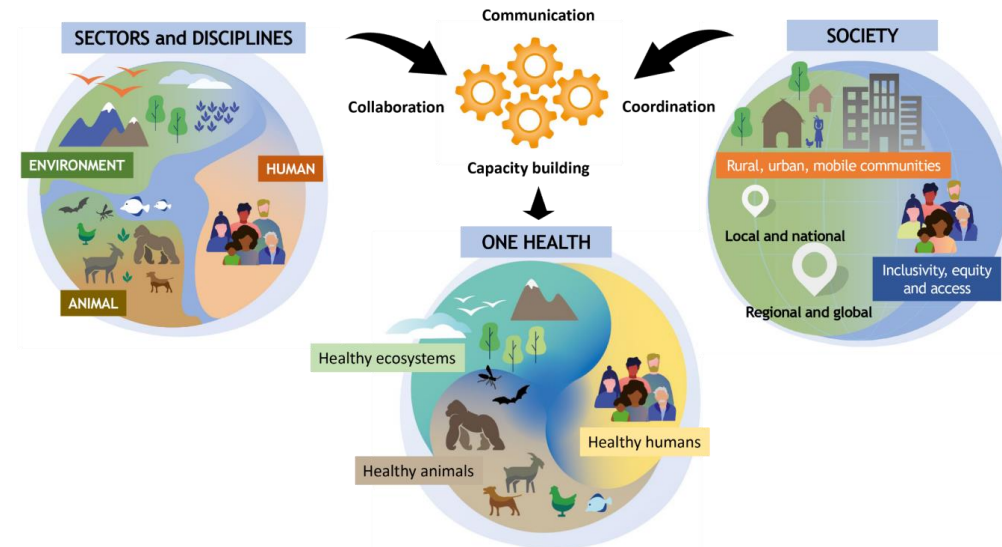 Communication
SECTORS and DISCIPLINES
SOCIETY
Collaboration
Coordination
ENVIRONMENT
HUMAN
Capacity building
Rural, urban, mobile communities
Local and national
ONE HEALTH
Inclusivity, equity
and access
ANIMAL
Regional and global
Healthy ecosystems
Healthy humans
Healthy animals